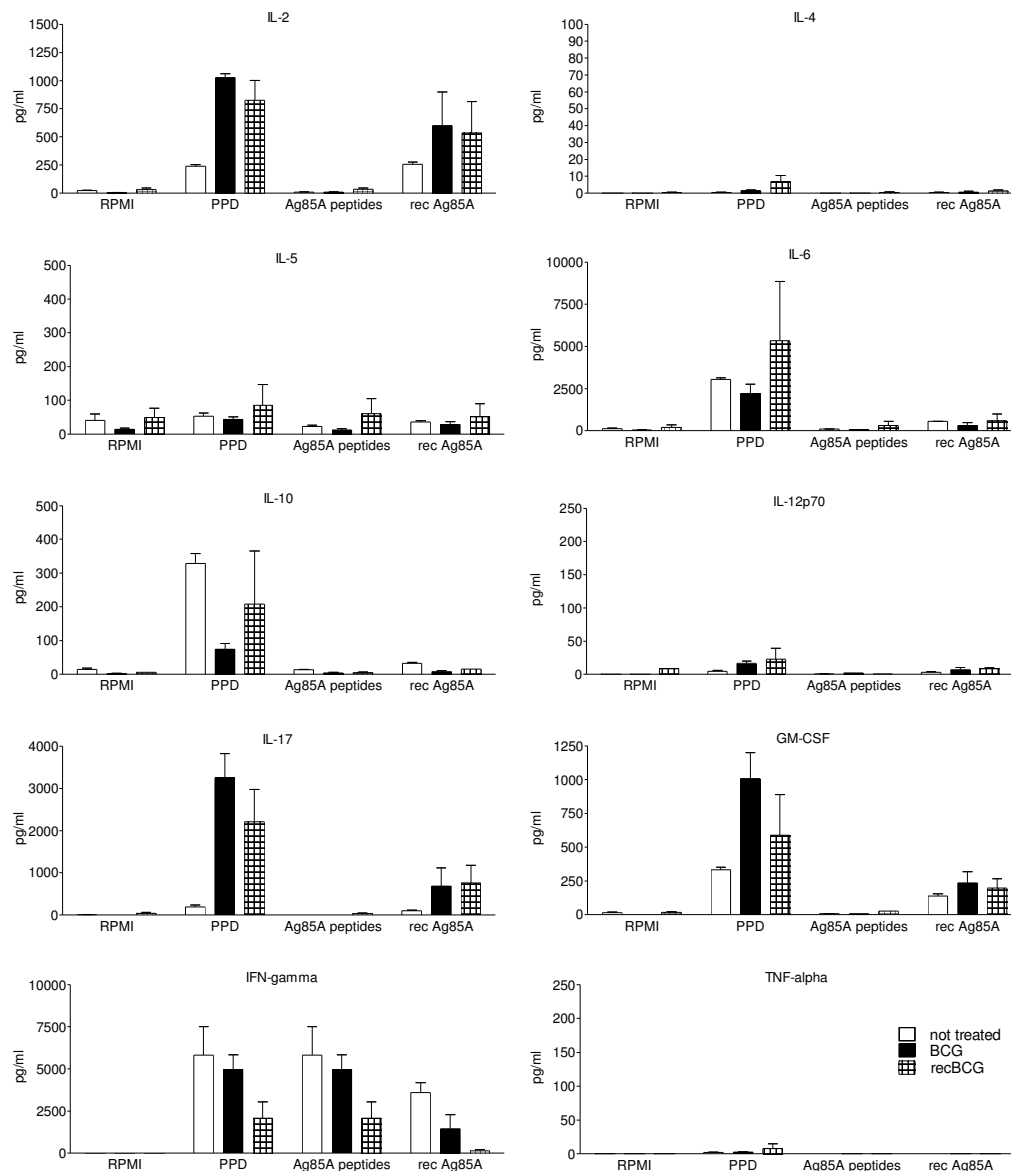 IL-2
1500
1250
1000
750
500
250
0
pg/ml
RPMI PPD Ag85A peptides rec Ag85A
IL-4
100
90
80
70
60
50
40
30
20
10
0
pg/ml
RPMI PPD Ag85A peptides rec Ag85A
IL-5
500
400
300
200
100
0
pg/ml
RPMI PPD Ag85A peptides rec Ag85A
IL-6
10000
7500
5000
2500
0
pg/ml
RPMI PPD Ag85A peptides rec Ag85A
IL-10
500
400
300
200
100
0
pg/ml
RPMI PPD Ag85A peptides rec Ag85A
IL-12p70
250
200
150
100
50
0
pg/ml
RPMI PPD Ag85A peptides rec Ag85A
IL-17
4000
3000
2000
1000
0
pg/ml
RPMI PPD Ag85A peptides rec Ag85A
GM-CSF
1250
1000
750
500
250
0
pg/ml
RPMI PPD Ag85A peptides rec Ag85A
IFN-gamma
10000
7500
5000
2500
0
pg/ml
RPMI PPD Ag85A peptides rec Ag85A
TNF-alpha
250
200
150
100
50
0
pg/ml
RPMI PPD Ag85A peptides rec Ag85A
not treated
BCG
recBCG